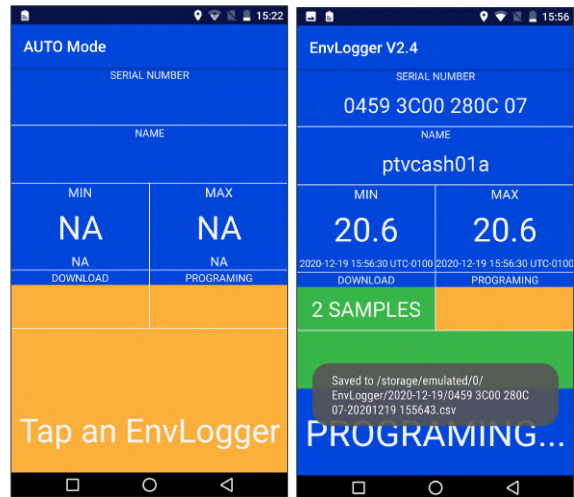 15:22
AUTO Mode
SERIAL NUMBER
NAME
MIN MAX
NA NA
NA NA
DOWNLOAD PROGRAMING
Tap an EnvLogger
15:56
EnvLogger V2.4
SERIAL NUMBER
0459 3C00 280C 07
NAME
ptvcash01a
MIN MAX
20.6 20.6
2020-12-19 15:56:30 UTC-0100 2020-12-19 15:56:30 UTC-0100
DOWNLOAD PROGRAMING
2 SAMPLES
Saved to /storage/emulated/0/
EnvLogger/2020-12-19/0459 3C00 280C
07-20201219 155643.csv
PROGRAMING...